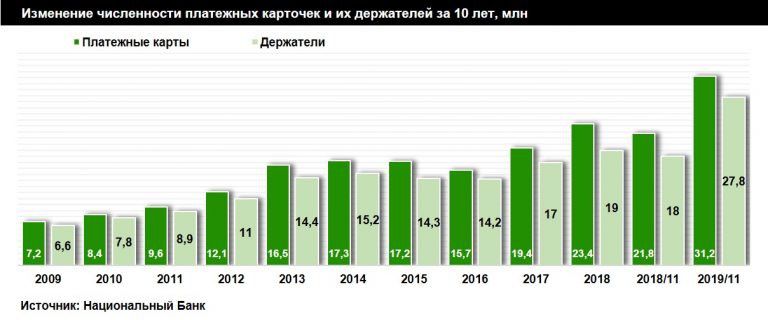 Изменение численности платежных карточек и их держателей за 10 лет, млн
Платежные карты Держатели
7,2 6,6 8,4 7,8 9,6 8,9 12,1 11 16,5 14,4 17,3 15,2 17,2 14,3 15,7 14,2 19,4 17 23,4 19 21,8 18 31,2 27,8
2009 2010 2011 2012 2013 2014 2015 2016 2017 2018 2018/11 2019/11
Источник: Национальный Банк